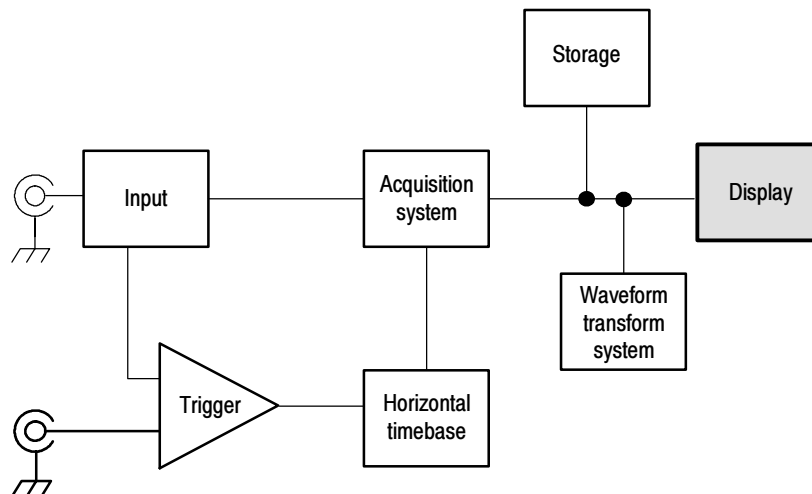 Storage
Input
Acquisition
system
Display
Waveform
transform
system
Trigger
Horizontal
timebase